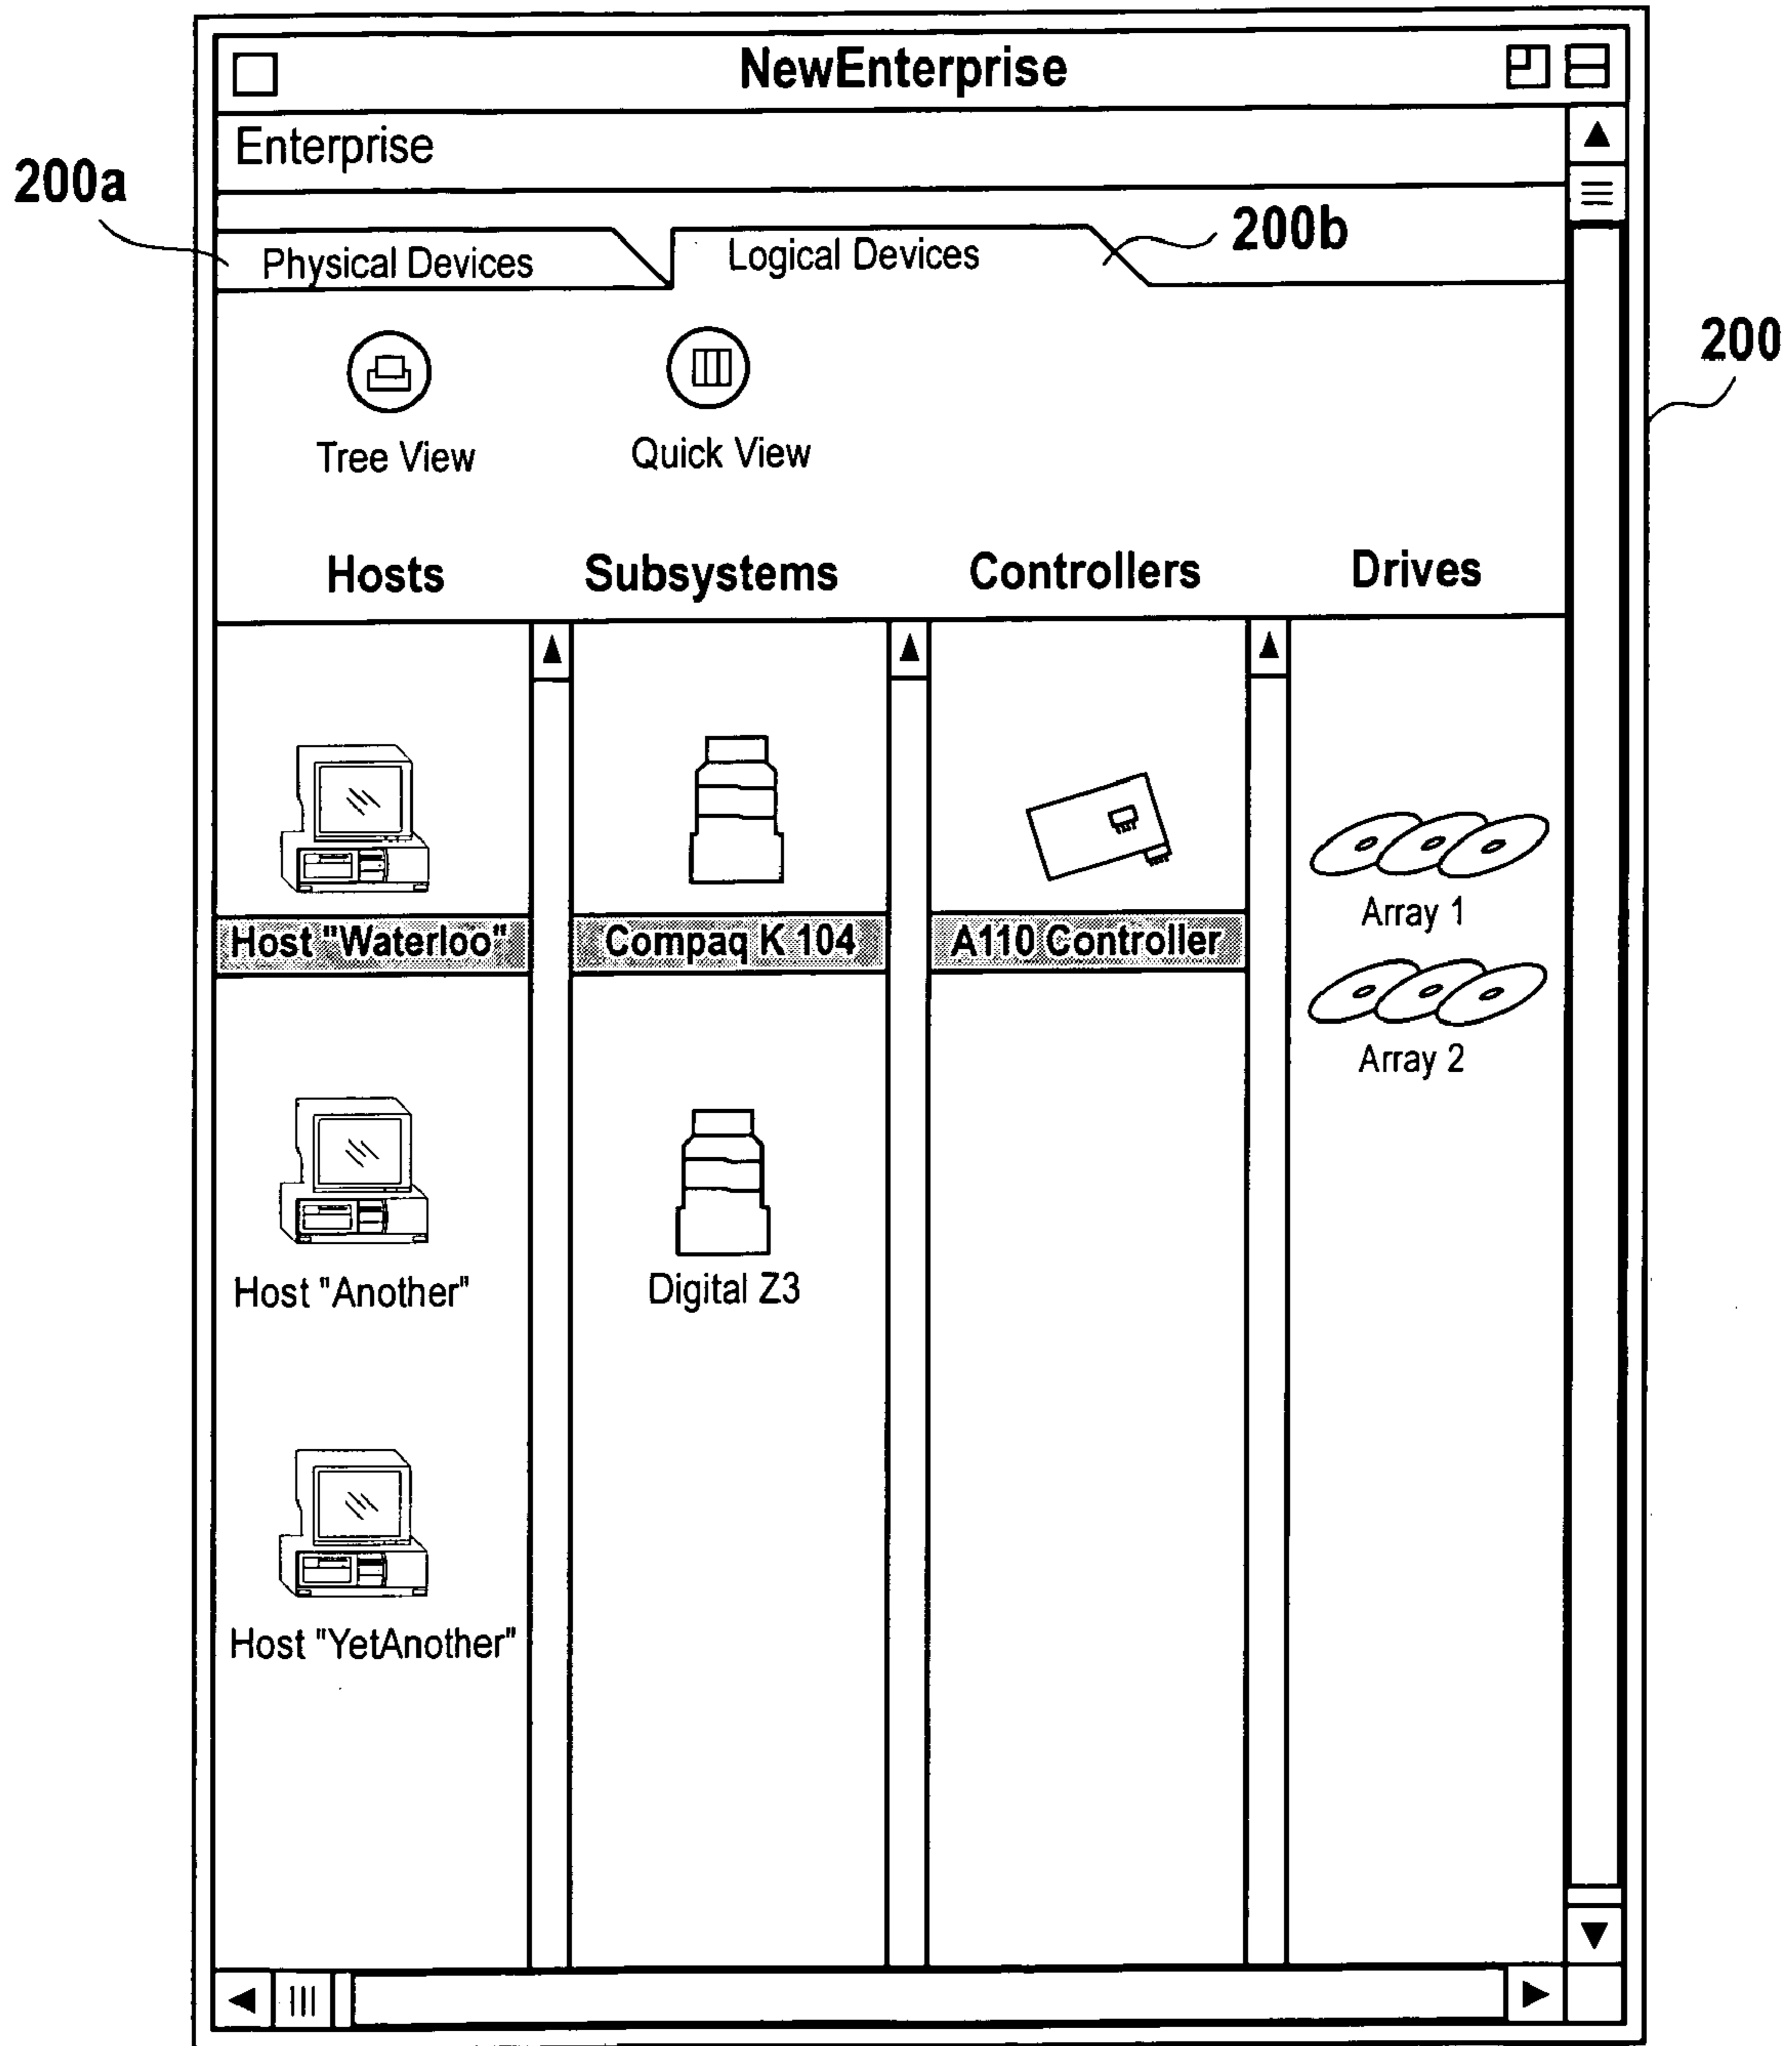 NewEnterprise
Enterprise
200a
Physical Devices
Logical Devices
200b
200
Tree View
Quick View
Hosts
Subsystems
Controllers
Drives
Host "Waterloo"
Compaq K 104
A110 Controller
Array 1
Array 2
Host "Another"
Digital Z3
Host "YetAnother"